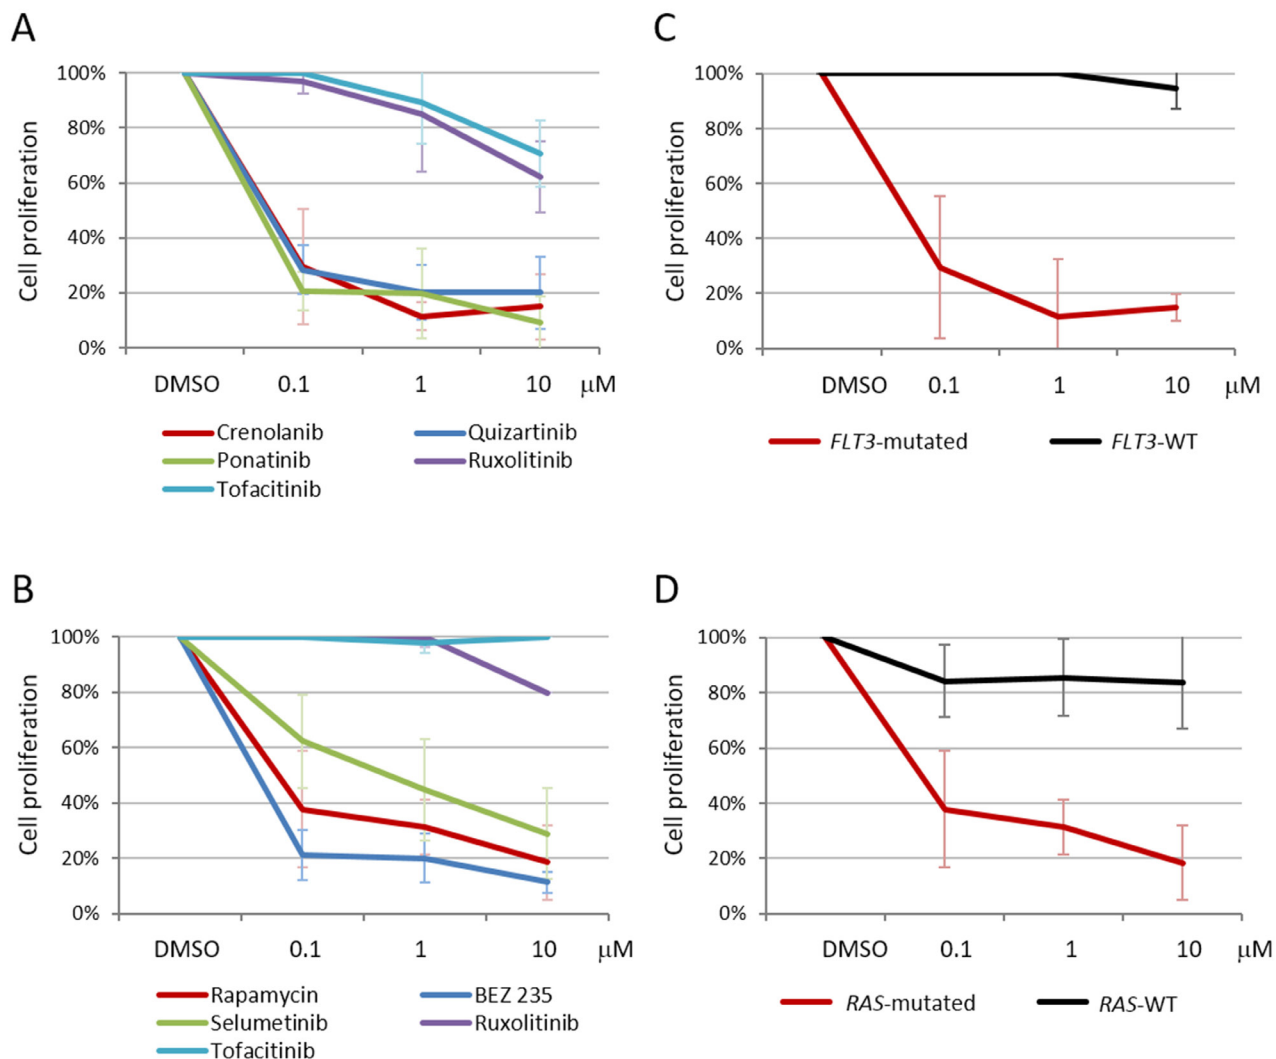 A
100%
80%
60%
40%
20%
0%
Cell proliferation
DMSO 0.1 1 10 μM
Crenolanib Quizartinib
Ponatinib Ruxolitinib
Tofacitinib
C
100%
80%
60%
40%
20%
0%
Cell proliferation
DMSO 0.1 1 10 μM
FLT3-mutated FLT3-WT
B
100%
80%
60%
40%
20%
0%
Cell proliferation
DMSO 0.1 1 10 μM
Rapamycin BEZ 235
Selumetinib Ruxolitinib
Tofacitinib
D
100%
80%
60%
40%
20%
0%
Cell proliferation
DMSO 0.1 1 10 μM
RAS-mutated RAS-WT